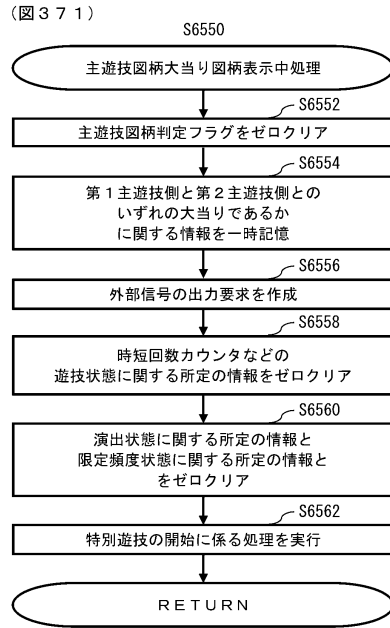 (図371)
S6550
主遊技図柄大当り図柄表示中処理
S6552
主遊技図柄判定フラグをゼロクリア
S6554
第1主遊技側と第2主遊技側との
いずれの大当りであるか
に関する情報を一時記憶
S6556
外部信号の出力要求を作成
S6558
時短回数カウンタなどの
遊技状態に関する所定の情報をゼロクリア
S6560
演出状態に関する所定の情報と
限定頻度状態に関する所定の情報と
をゼロクリア
S6562
特別遊技の開始に係る処理を実行
RETURN